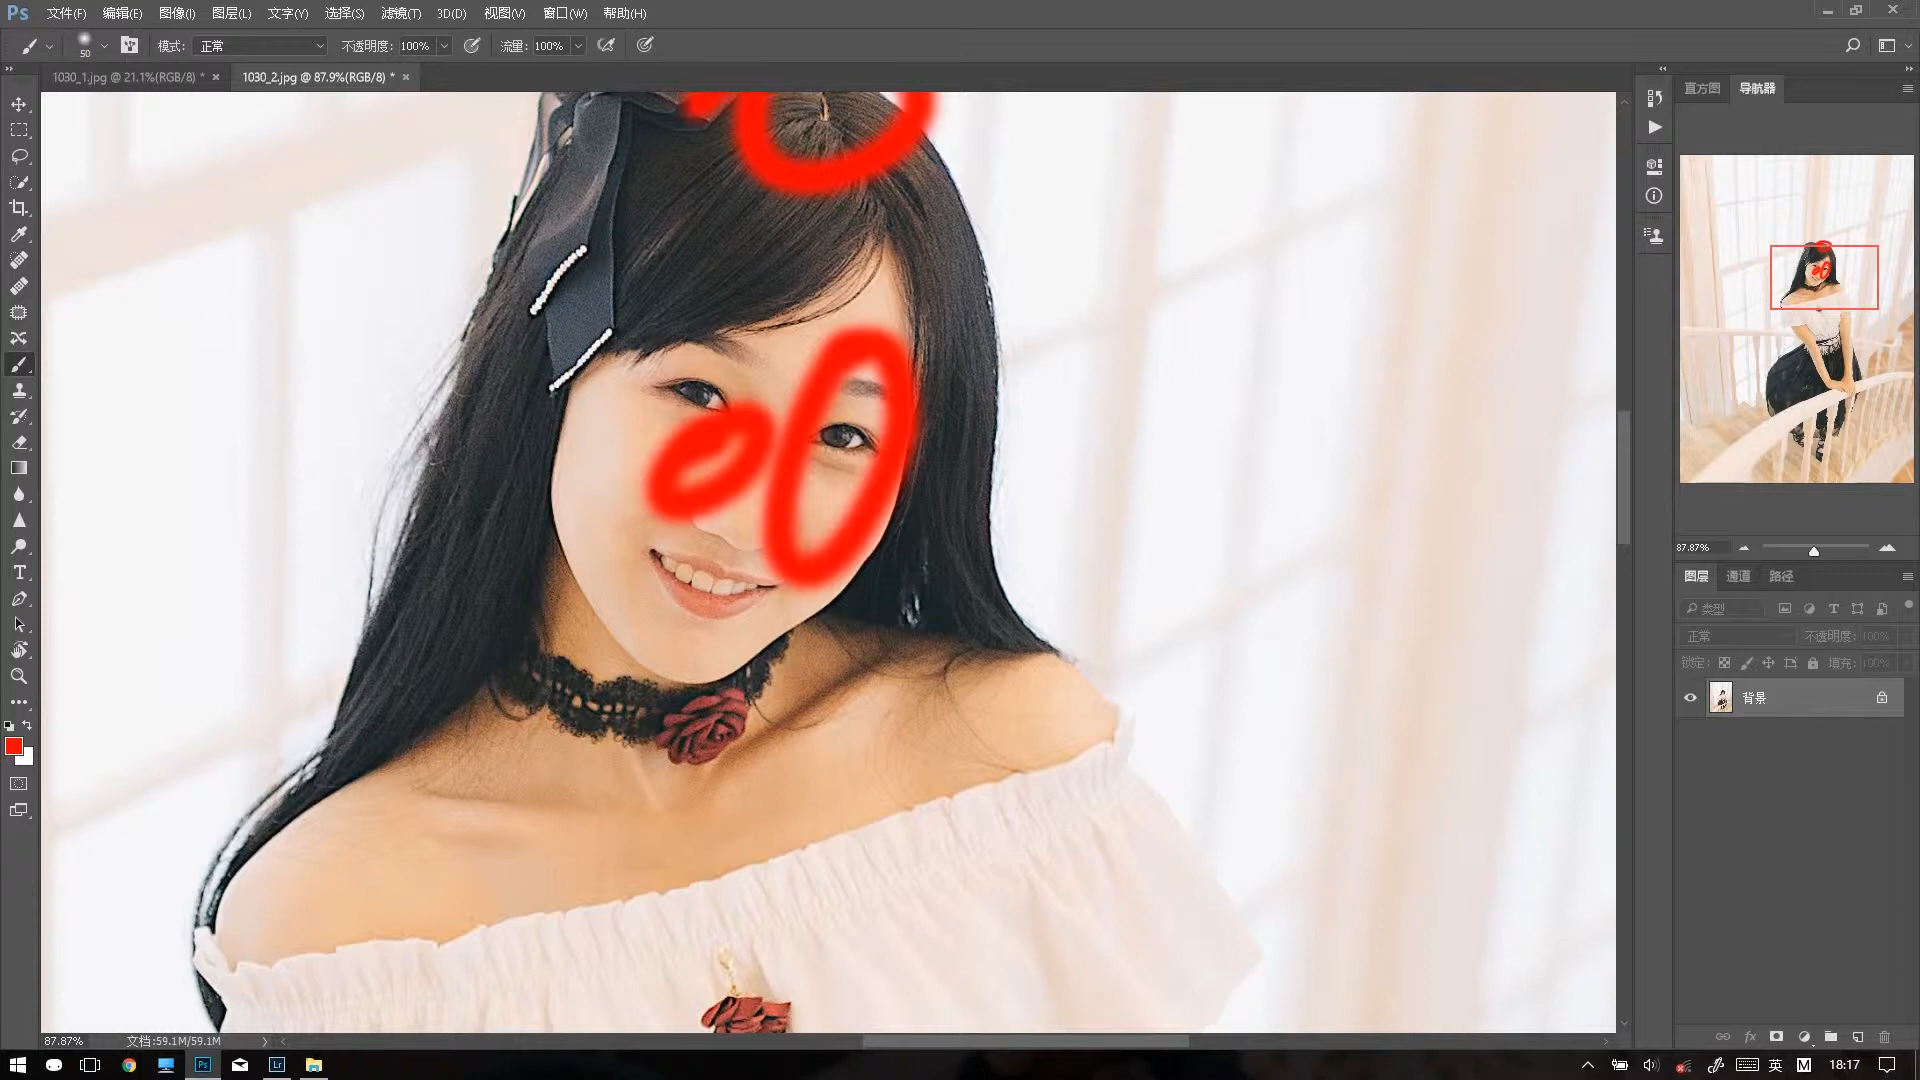 Ps 文件(F) 编辑(E) 图像(I) 图层(L) 文字(Y) 选择(S) 滤镜(T) 3D(D) 视图(V) 窗口(W) 帮助(H)
50 模式: 正常 不透明度: 100% 流量: 100%
1030_1.jpg @ 21.1%(RGB/8) * × 1030_2.jpg @ 87.9%(RGB/8) * ×
直方图 导航器
87.87%
图层 通道 路径
类型
正常 不透明度: 100%
锁定: 填充: 100%
背景
fx
87.87% 文档:59.1M/59.1M
Ps Lr 英 M 18:17